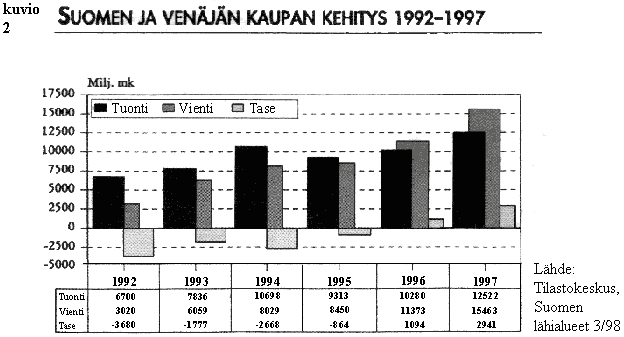 kuvio
2
SUOMEN JA VENÄJÄN KAUPAN KEHITYS 1992–1997
Milj. mk
Tuonti Vienti Tase
17500
15000
12500
10000
7500
5000
2500
0
-2500
-5000
1992 1993 1994 1995 1996 1997
Tuonti 6700 7836 10698 9313 10280 12522
Vienti 3020 6059 8029 8450 11373 15463
Tase -3680 -1777 -2668 -864 1094 2941
Lähde:
Tilastokeskus,
Suomen
lähialueet 3/98